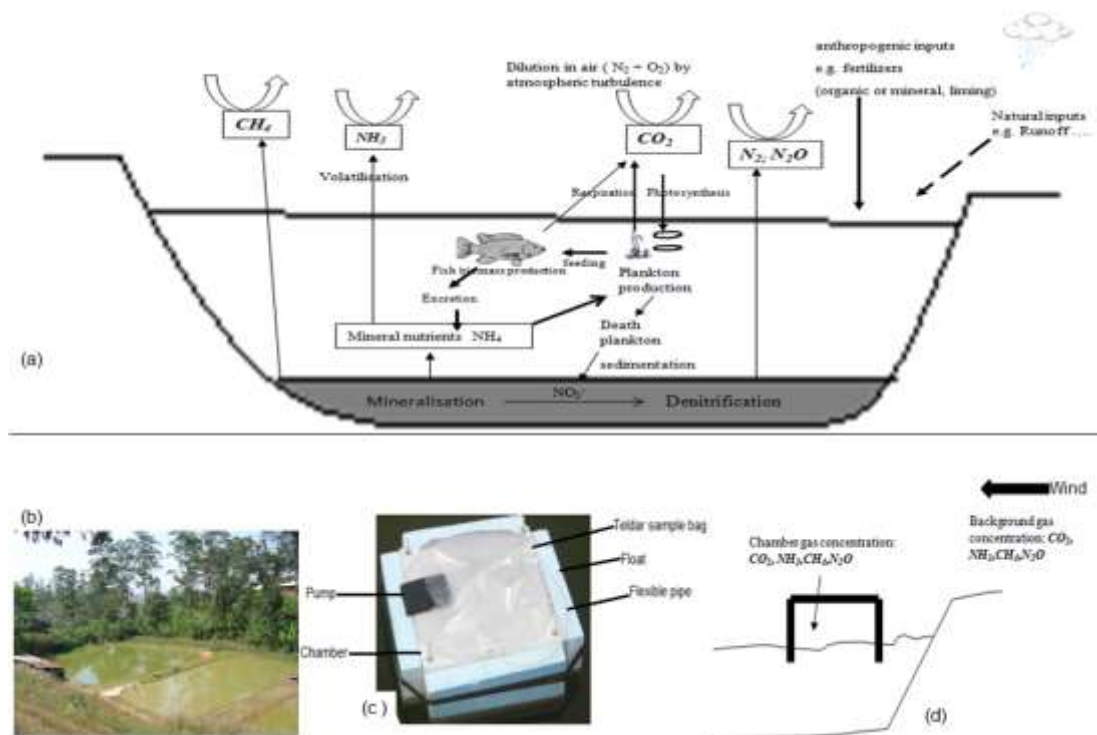 Dilution in air ( N2 + O2) by
atmospheric turbulence
anthropogenic inputs
e.g. fertilizers
(organic or mineral, liming)
Natural inputs
e.g. Runoff ....
CH4
NH3
CO2
N2; N2O
Volatilisation
Respiration
Photosynthesis
feeding
Fish biomass production
Plankton
production
Excretion
Mineral nutrients NH4
Death
plankton
sedimentation
(a)
Mineralisation
NO3-
Denitrification
(b)
Teldar sample bag
Float
Flexible pipe
Pump
Chamber
(c )
Wind
Background gas
concentration: CO2,
NH3,CH4,N2O
Chamber gas concentration:
CO2, NH3,CH4,N2O
(d)